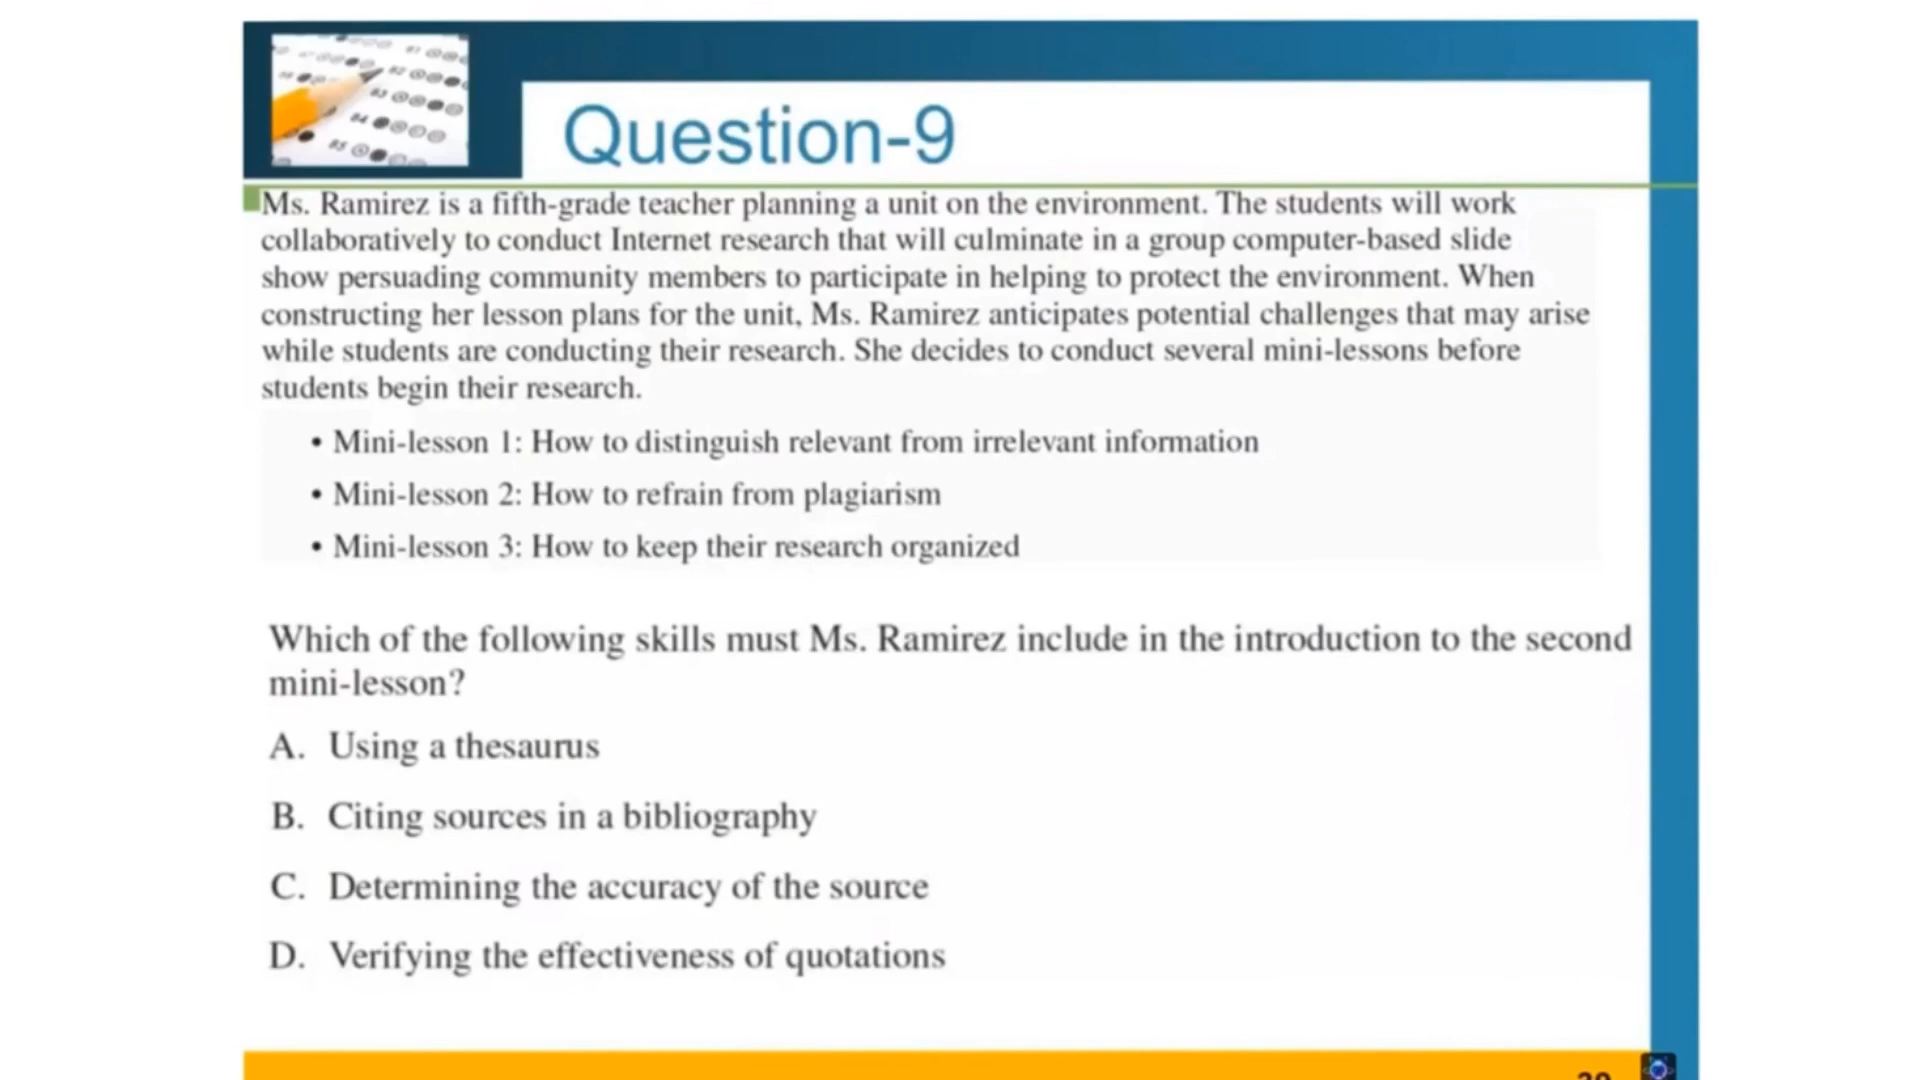 Question-9
Ms. Ramirez is a fifth-grade teacher planning a unit on the environment. The students will work
collaboratively to conduct Internet research that will culminate in a group computer-based slide
show persuading community members to participate in helping to protect the environment. When
constructing her lesson plans for the unit, Ms. Ramirez anticipates potential challenges that may arise
while students are conducting their research. She decides to conduct several mini-lessons before
students begin their research.
• Mini-lesson 1: How to distinguish relevant from irrelevant information
• Mini-lesson 2: How to refrain from plagiarism
• Mini-lesson 3: How to keep their research organized
Which of the following skills must Ms. Ramirez include in the introduction to the second
mini-lesson?
A. Using a thesaurus
B. Citing sources in a bibliography
C. Determining the accuracy of the source
D. Verifying the effectiveness of quotations